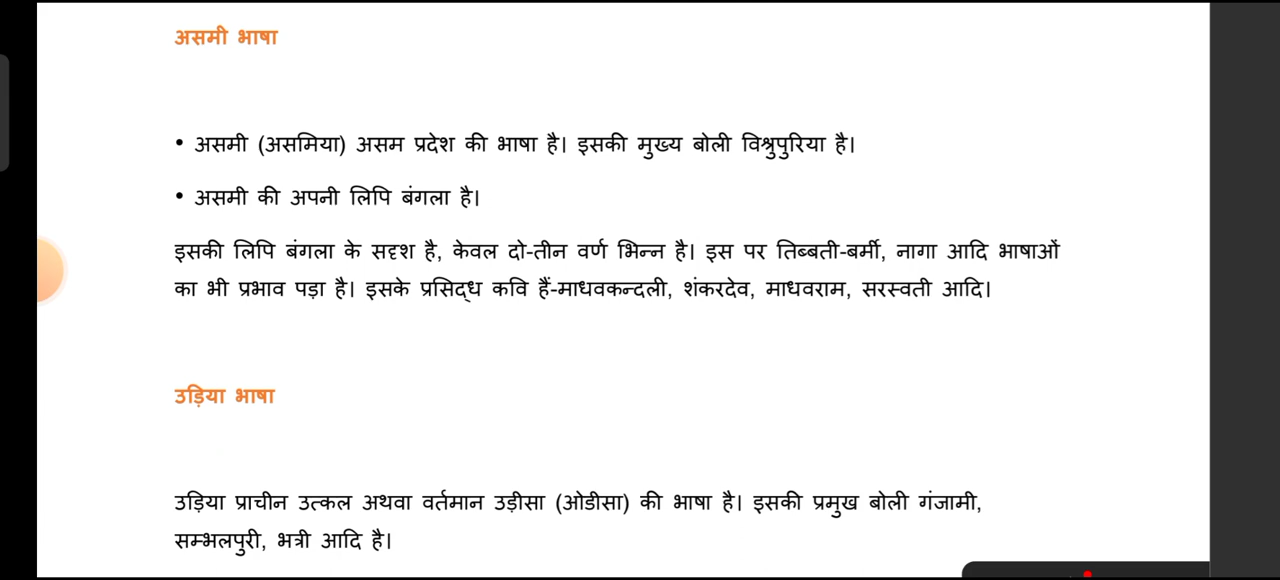 असमी भाषा
• असमी (असमिया) असम प्रदेश की भाषा है। इसकी मुख्य बोली विश्रुपुरिया है।
• असमी की अपनी लिपि बंगला है।
इसकी लिपि बंगला के सदृश है, केवल दो-तीन वर्ण भिन्न है। इस पर तिब्बती-बर्मी, नागा आदि भाषाओं
का भी प्रभाव पड़ा है। इसके प्रसिद्ध कवि हैं-माधवकन्दली, शंकरदेव, माधवराम, सरस्वती आदि।
उड़िया भाषा
उड़िया प्राचीन उत्कल अथवा वर्तमान उड़ीसा (ओडीसा) की भाषा है। इसकी प्रमुख बोली गंजामी,
सम्भलपुरी, भत्री आदि है।